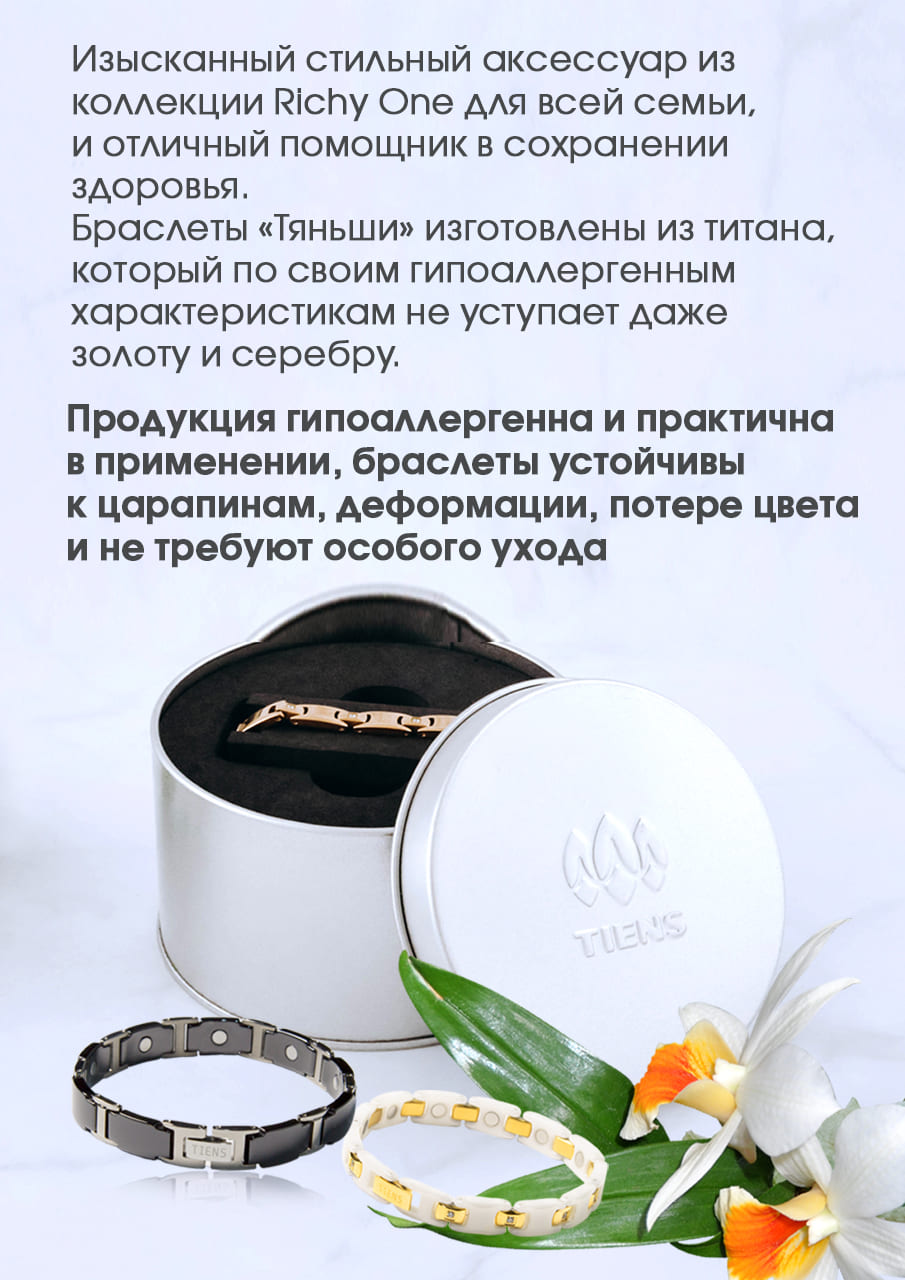 Изысканный стильный аксессуар из
коллекции Richy One для всей семьи,
и отличный помощник в сохранении
здоровья.
Браслеты «Тяньши» изготовлены из титана,
который по своим гипоаллергенным
характеристикам не уступает даже
золоту и серебру.
Продукция гипоаллергенна и практична
в применении, браслеты устойчивы
к царапинам, деформации, потере цвета
и не требуют особого ухода
TIENS
TIENS
TIENS